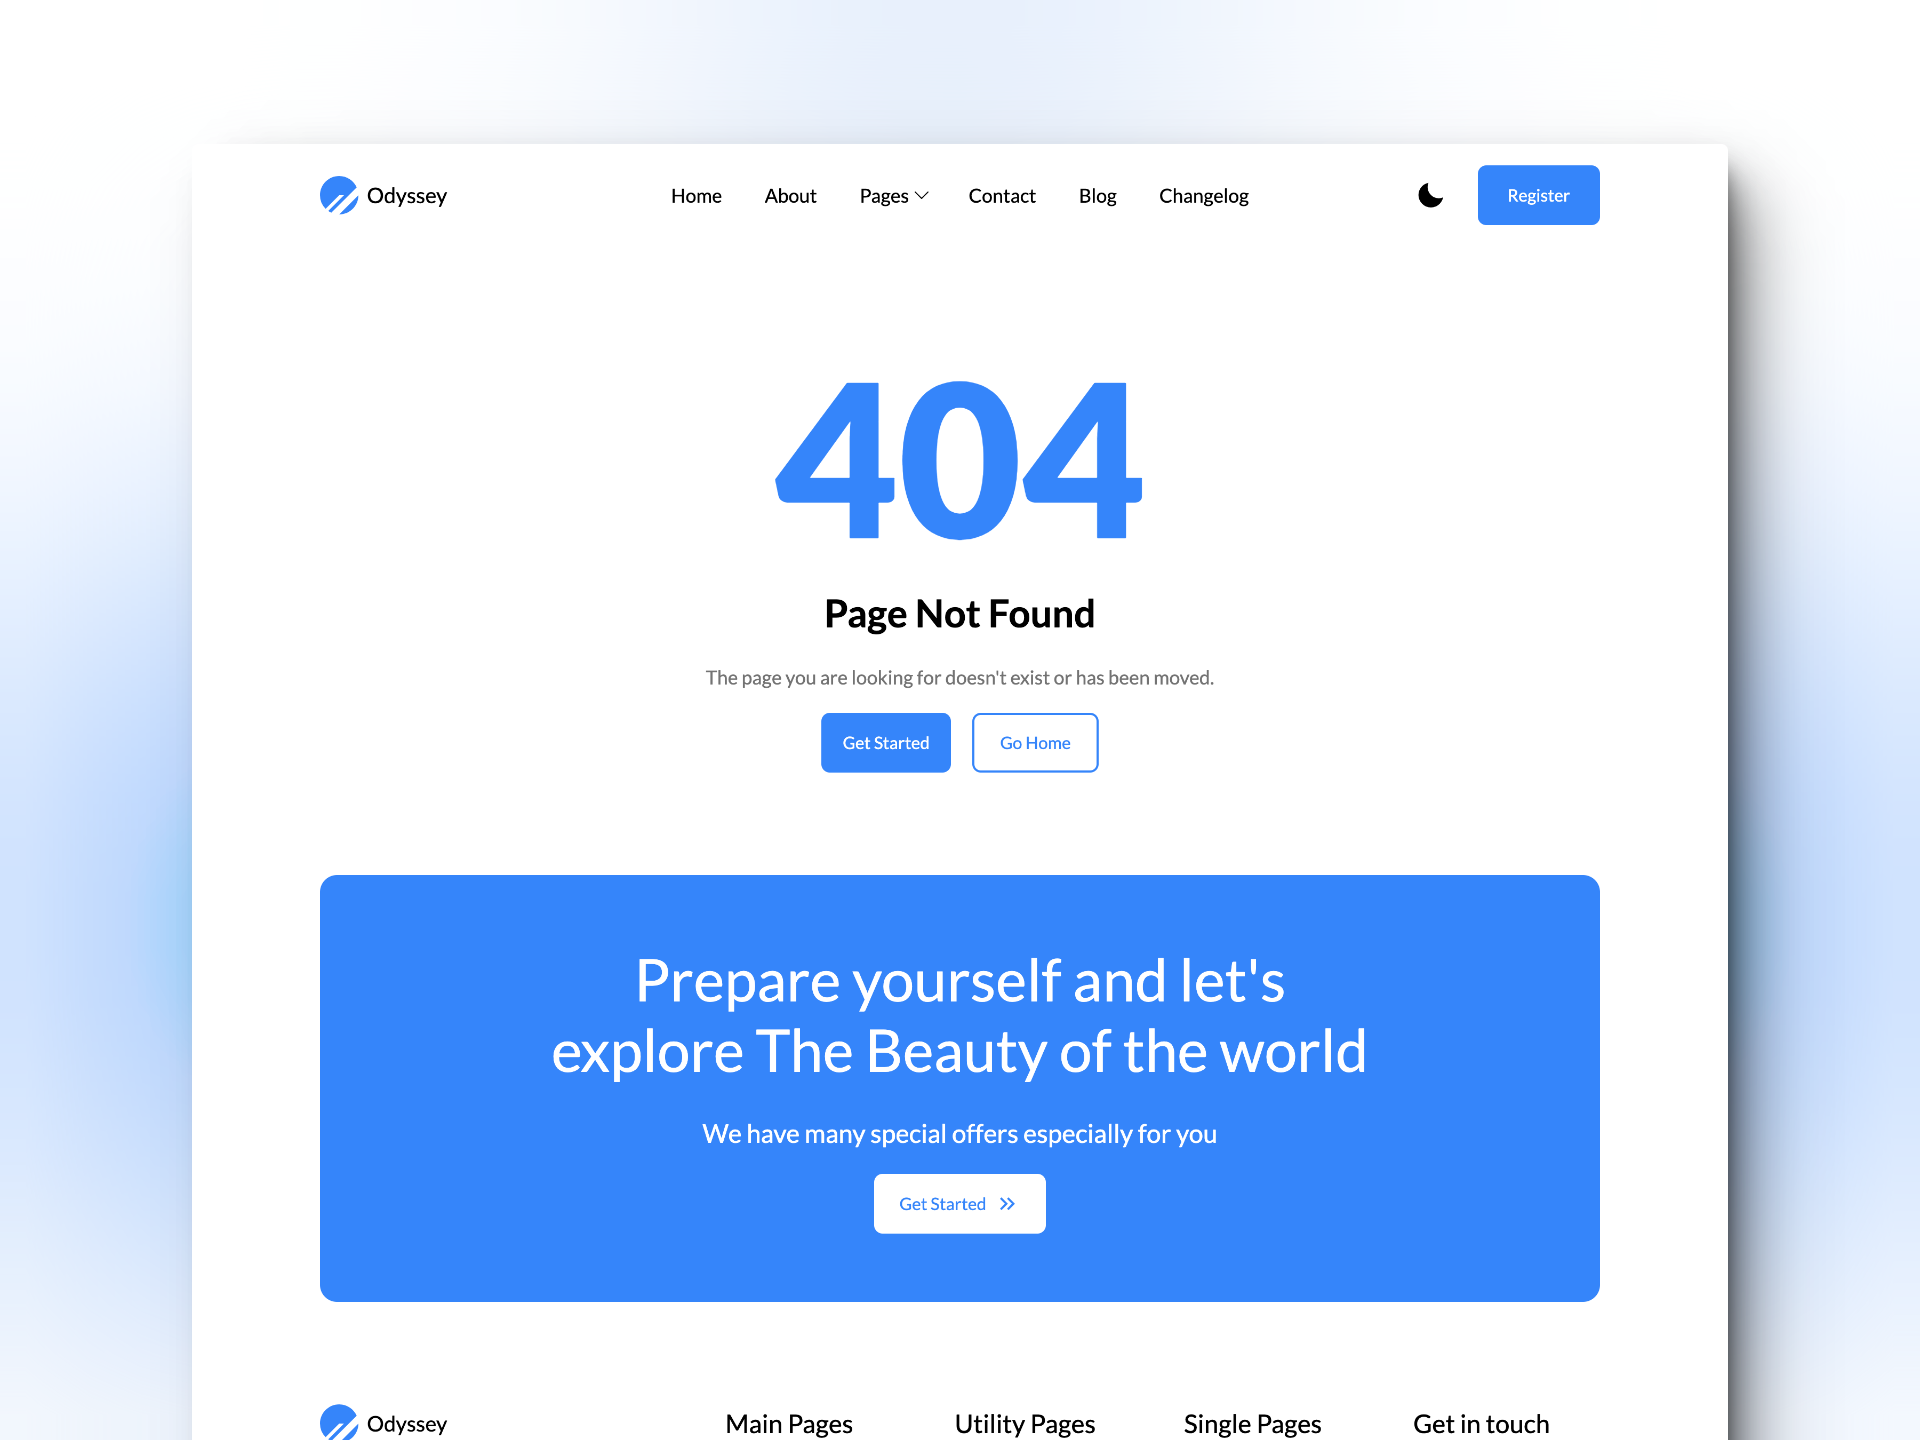 Odyssey
Home About Pages Contact Blog Changelog
Register
404
Page Not Found
The page you are looking for doesn't exist or has been moved.
Get Started Go Home
Prepare yourself and let's
explore The Beauty of the world
We have many special offers especially for you
Get Started
Odyssey
Main Pages Utility Pages Single Pages Get in touch